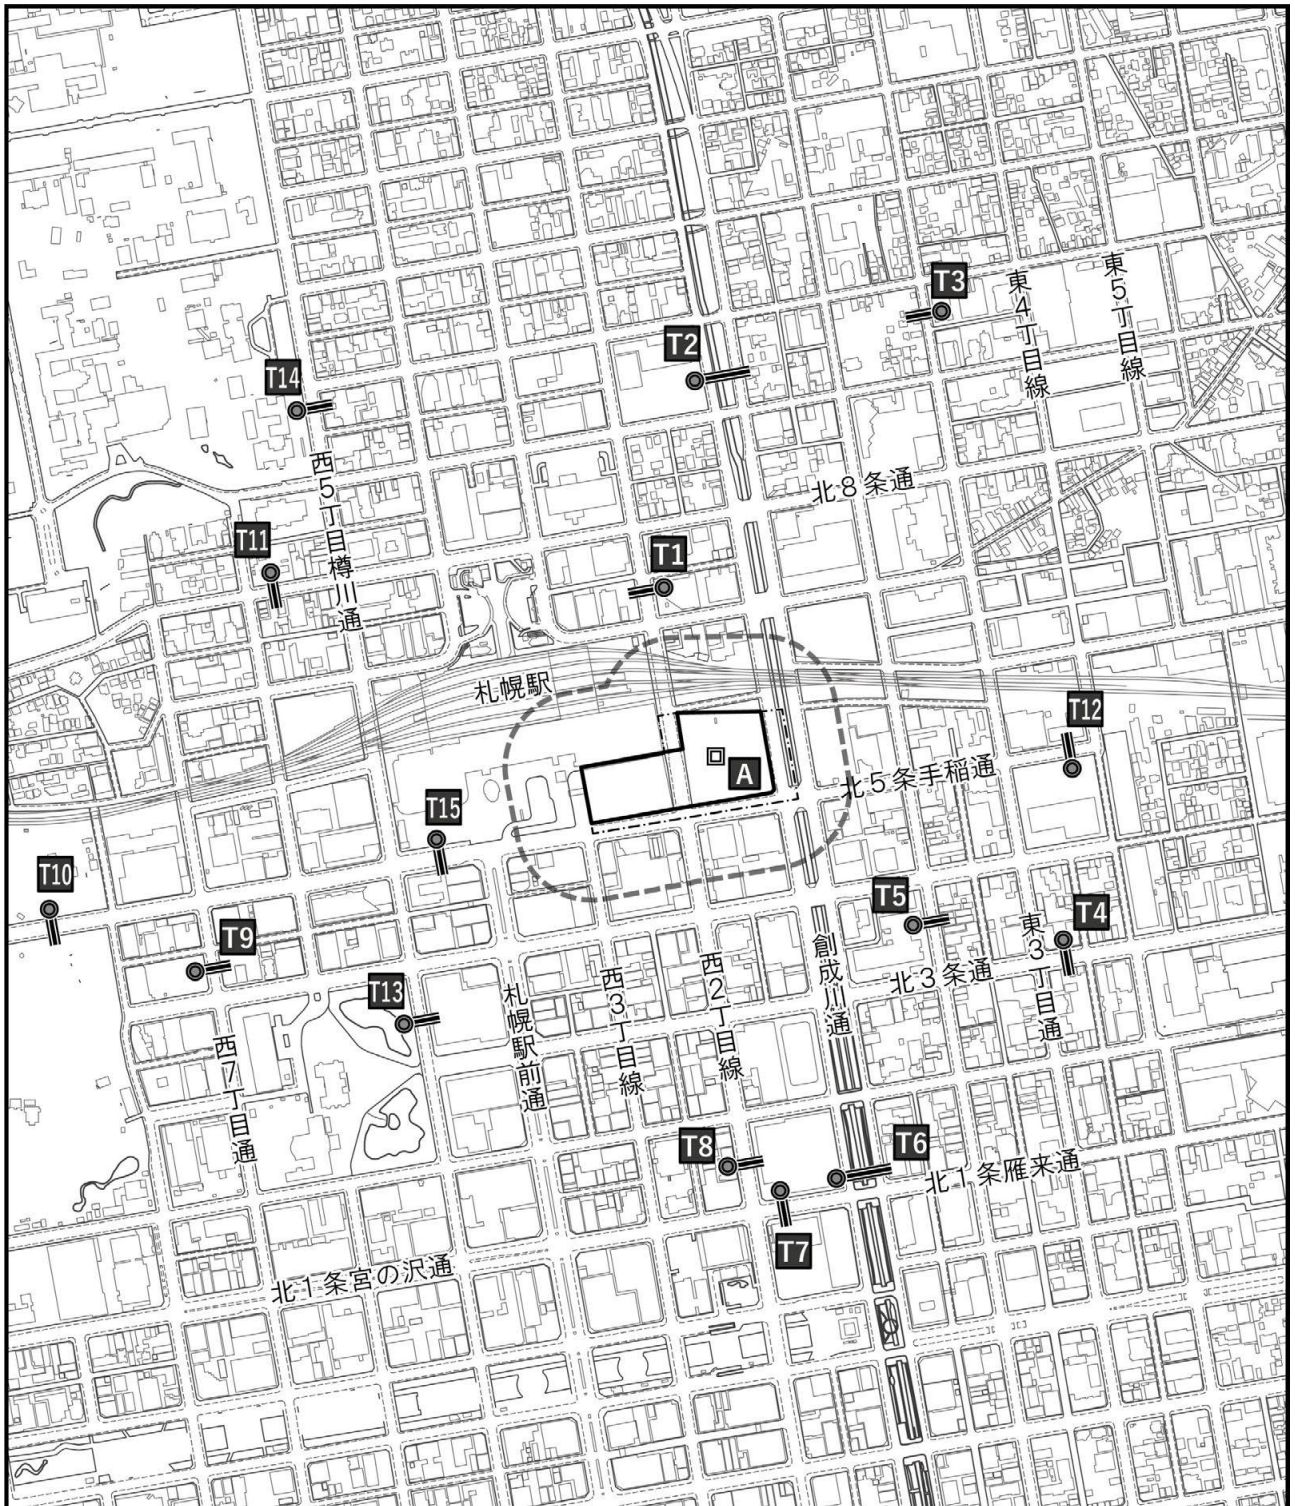 T3
東4丁目線
東5丁目線
T2
T14
西5丁目樽川通
北8条通
T11
T1
札幌駅
T12
A
北5条手稲通
T15
T10
T9
T5
T4
東3丁目通
北3条通
創成川通
西2丁目線
西3丁目線
札幌駅前通
T13
西7丁目通
T8
T6
北1条雁来通
T7
北1条宮の沢通